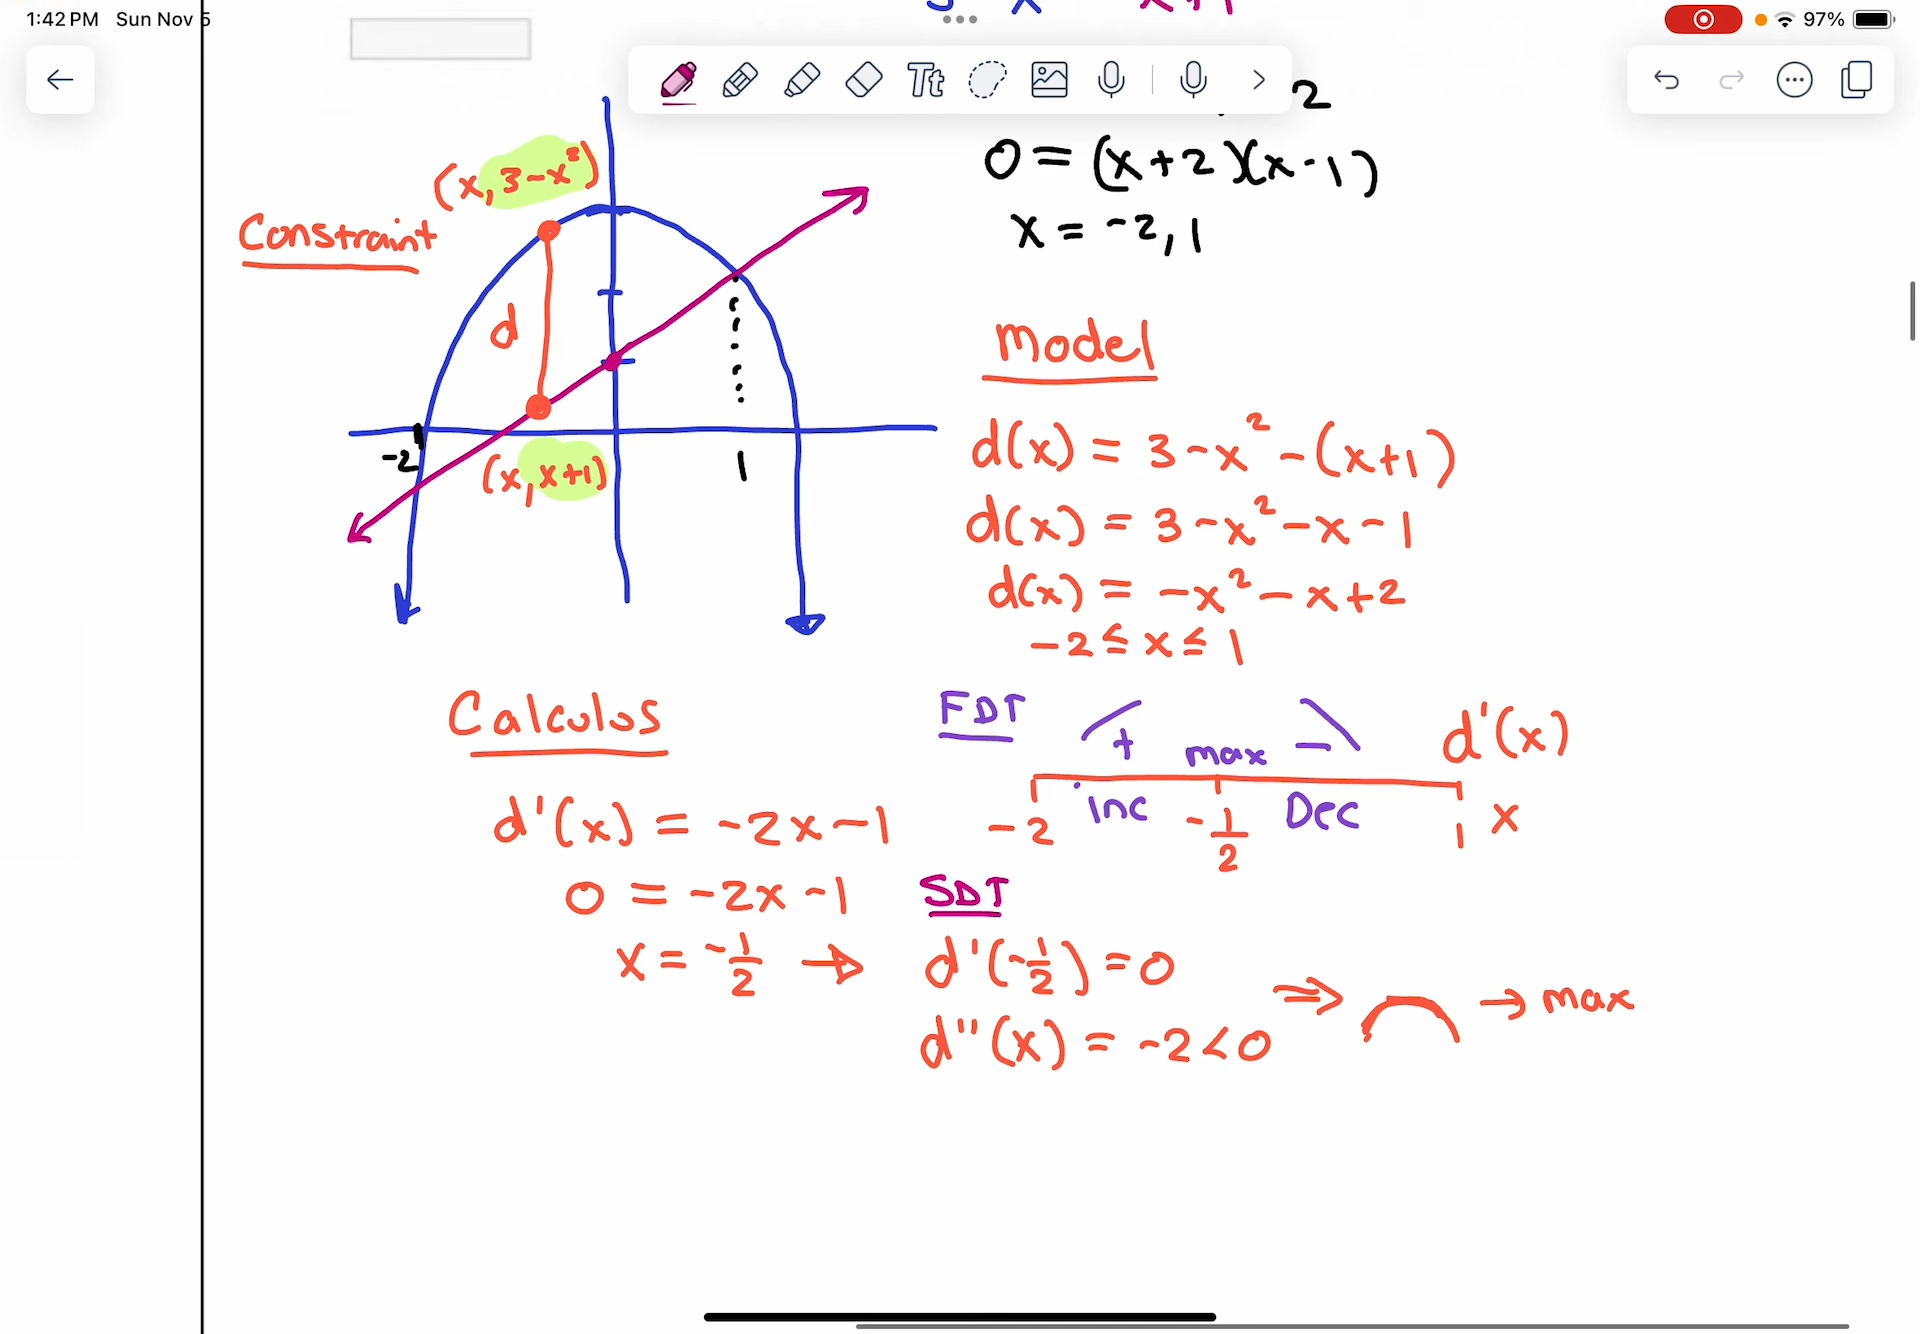 1:42 PM Sun Nov 5
97%
Tt
2
0 = (x+2)(x-1)
x = -2, 1
(x, 3-x²)
Constraint
d
-2
(x, x+1)
1
Model
d(x) = 3-x²-(x+1)
d(x) = 3-x²-x-1
d(x) = -x²-x+2
-2 ≤ x ≤ 1
Calculus
d'(x) = -2x-1
0 = -2x-1
x = -1/2 →
FDT
+ max - d'(x)
-2 inc -1/2 Dec 1 x
SDT
d'(-1/2) = 0
d''(x) = -2<0 ⇒ → max